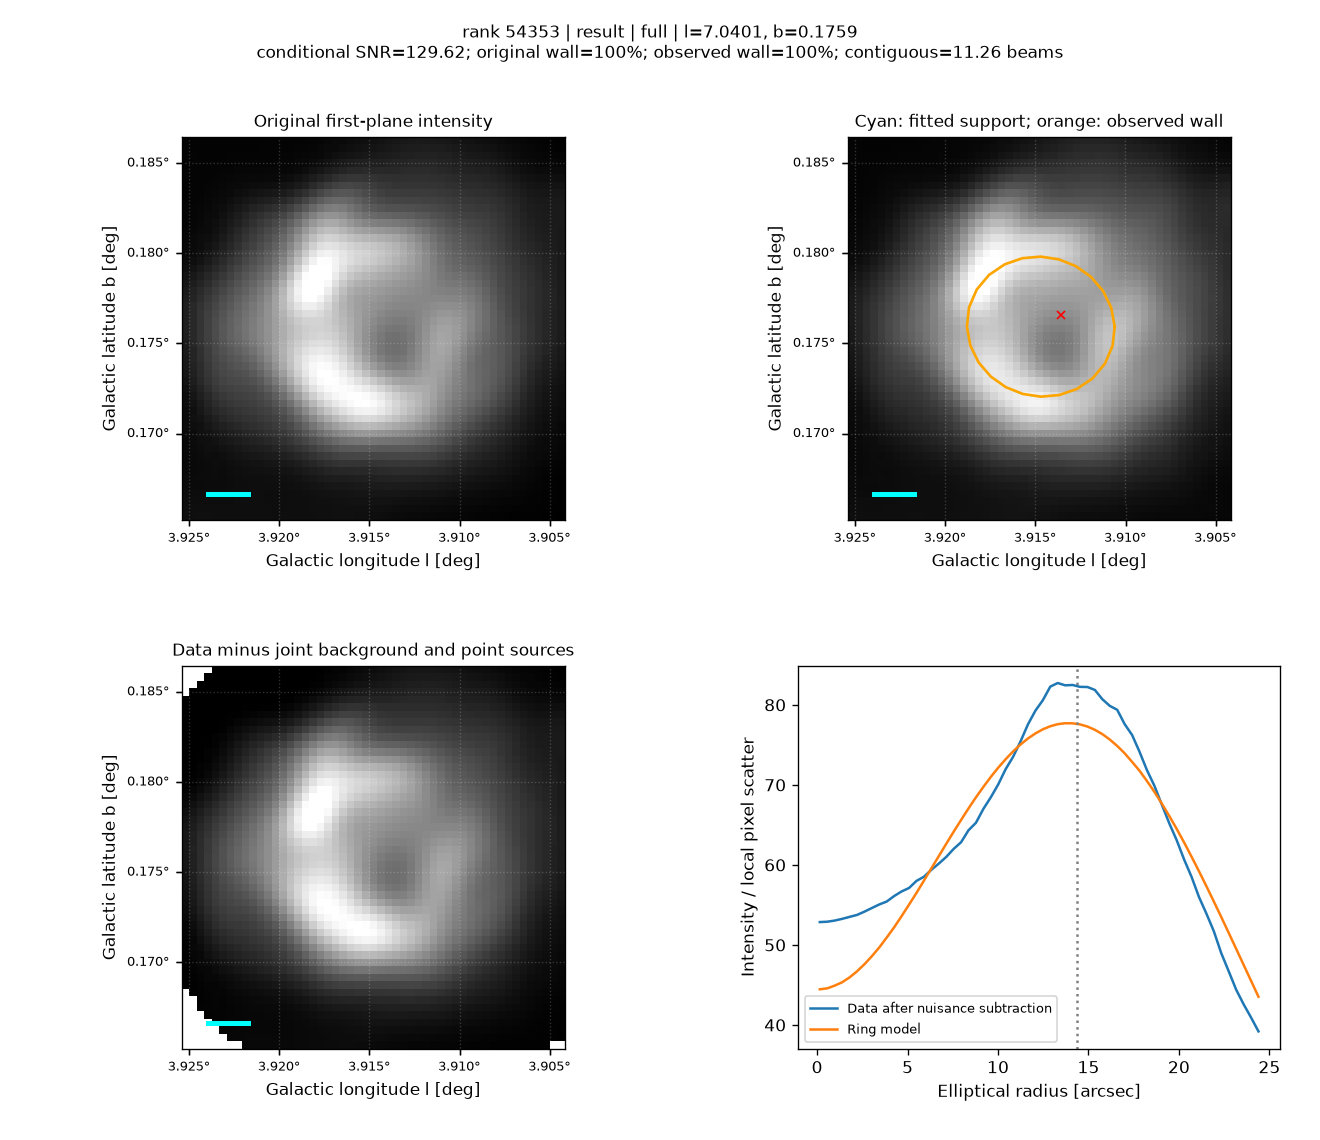 rank 54353 | result | full | l=7.0401, b=0.1759
conditional SNR=129.62; original wall=100%; observed wall=100%; contiguous=11.26 beams
Original first-plane intensity
0.185°
0.180°
0.175°
0.170°
Galactic latitude b [deg]
3.925° 3.920° 3.915° 3.910° 3.905°
Galactic longitude l [deg]
Cyan: fitted support; orange: observed wall
0.185°
0.180°
0.175°
0.170°
Galactic latitude b [deg]
3.925° 3.920° 3.915° 3.910° 3.905°
Galactic longitude l [deg]
Data minus joint background and point sources
0.185°
0.180°
0.175°
0.170°
Galactic latitude b [deg]
3.925° 3.920° 3.915° 3.910° 3.905°
Galactic longitude l [deg]
80
70
60
50
40
Intensity / local pixel scatter
Data after nuisance subtraction
Ring model
0 5 10 15 20 25
Elliptical radius [arcsec]